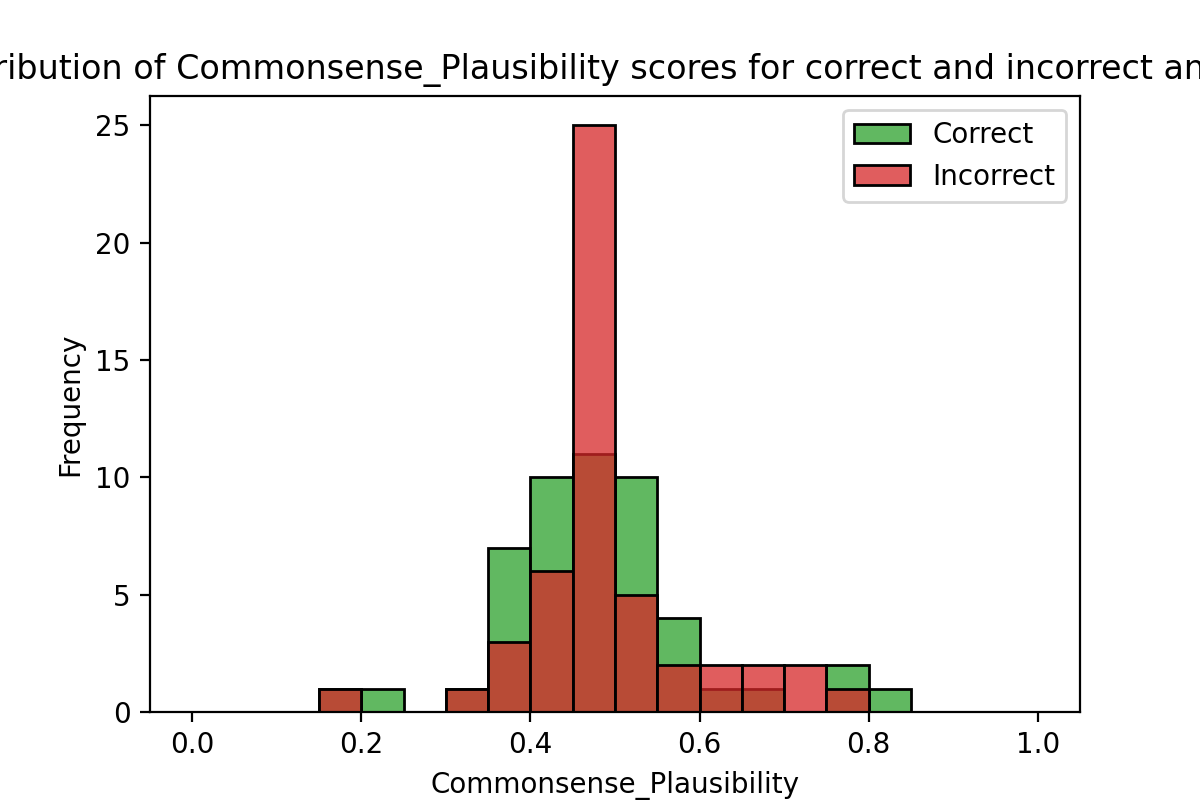 ribution of Commonsense_Plausibility scores for correct and incorrect an
Correct
Incorrect
25
20
15
10
5
0
Frequency
0.0 0.2 0.4 0.6 0.8 1.0
Commonsense_Plausibility